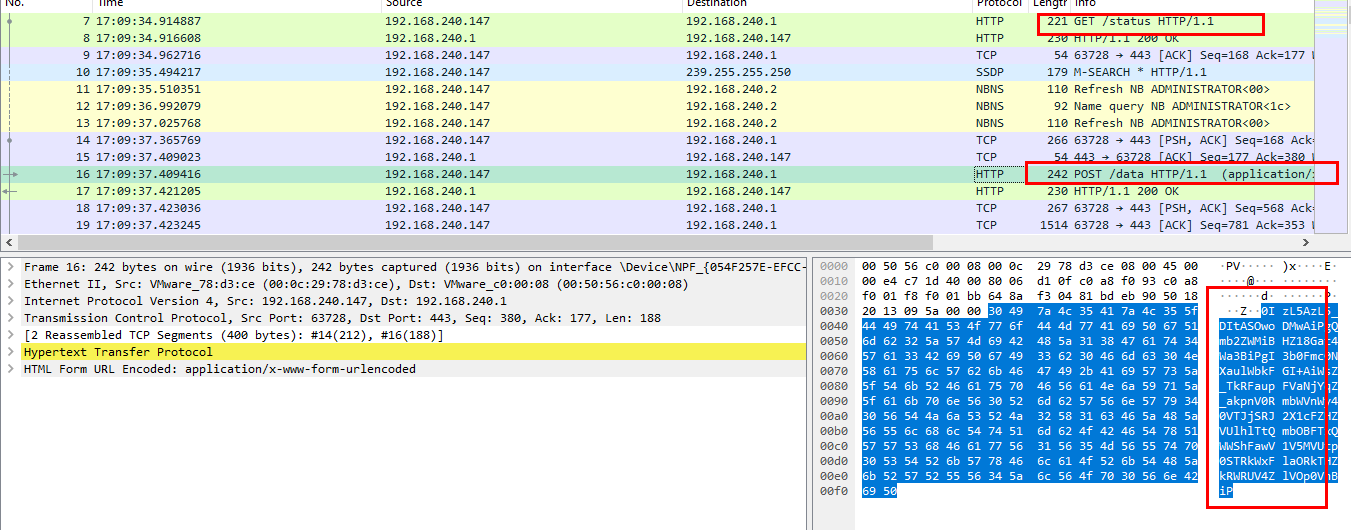 No. Time Source Destination Protocol Length Info
7 17:09:34.914887 192.168.240.147 192.168.240.1 HTTP 221 GET /status HTTP/1.1
8 17:09:34.916608 192.168.240.1 192.168.240.147 HTTP 230 HTTP/1.1 200 OK
9 17:09:34.962716 192.168.240.147 192.168.240.1 TCP 54 63728 → 443 [ACK] Seq=168 Ack=177
10 17:09:35.494217 192.168.240.147 239.255.255.250 SSDP 179 M-SEARCH * HTTP/1.1
11 17:09:35.510351 192.168.240.147 192.168.240.2 NBNS 110 Refresh NB ADMINISTRATOR<00>
12 17:09:36.992079 192.168.240.147 192.168.240.2 NBNS 92 Name query NB ADMINISTRATOR<1c>
13 17:09:37.025768 192.168.240.147 192.168.240.2 NBNS 110 Refresh NB ADMINISTRATOR<00>
14 17:09:37.365769 192.168.240.147 192.168.240.1 TCP 266 63728 → 443 [PSH, ACK] Seq=168 Ack=
15 17:09:37.409023 192.168.240.1 192.168.240.147 TCP 54 443 → 63728 [ACK] Seq=177 Ack=380
16 17:09:37.409416 192.168.240.147 192.168.240.1 HTTP 242 POST /data HTTP/1.1 (application/
17 17:09:37.421205 192.168.240.1 192.168.240.147 HTTP 230 HTTP/1.1 200 OK
18 17:09:37.423036 192.168.240.147 192.168.240.1 TCP 267 63728 → 443 [PSH, ACK] Seq=568 Ack=
19 17:09:37.423245 192.168.240.147 192.168.240.1 TCP 1514 63728 → 443 [ACK] Seq=781 Ack=353
Frame 16: 242 bytes on wire (1936 bits), 242 bytes captured (1936 bits) on interface \Device\NPF_{054F257E-EFCC-
Ethernet II, Src: VMware_78:d3:ce (00:0c:29:78:d3:ce), Dst: VMware_c0:00:08 (00:50:56:c0:00:08)
Internet Protocol Version 4, Src: 192.168.240.147, Dst: 192.168.240.1
Transmission Control Protocol, Src Port: 63728, Dst Port: 443, Seq: 380, Ack: 177, Len: 188
[2 Reassembled TCP Segments (400 bytes): #14(212), #16(188)]
Hypertext Transfer Protocol
HTML Form URL Encoded: application/x-www-form-urlencoded
0000 00 50 56 c0 00 08 00 0c 29 78 d3 ce 08 00 45 00 ·PV·····)x····E·
0010 00 e4 c7 1d 40 00 80 06 d1 0f c0 a8 f0 93 c0 a8 ····@···········
0020 f0 01 f8 f0 01 bb 64 8a f3 04 81 bd eb 90 50 18 ······d·······P·
0030 20 13 09 5a 00 00 30 49 7a 4c 35 41 7a 4c 35 5f ··Z··0IzL5AzL5_
0040 44 49 74 41 53 4f 77 6f 44 4d 77 41 69 50 67 51 DItASOwoDMwAiPgQ
0050 6d 62 32 5a 57 4d 69 42 48 5a 31 38 47 61 74 34 mb2ZWMiBHZ18Gat4
0060 57 61 33 42 69 50 67 49 33 62 30 46 6d 63 30 4e Wa3BiPgI3b0Fmc0N
0070 58 61 75 6c 57 62 6b 46 47 49 2b 41 69 57 73 5a XaulWbkFGI+AiWsZ
0080 5f 54 6b 52 46 61 75 70 46 56 61 4e 6a 59 71 5a _TkRFaupFVaNjYqZ
0090 5f 61 6b 70 6e 56 30 52 6d 62 57 56 6e 57 79 34 _akpnV0RmbWVnWy4
00a0 30 56 54 4a 6a 53 52 4a 32 58 31 63 46 5a 48 5a 0VTJjSRJ2X1cFZHZ
00b0 56 55 6c 68 6c 54 74 51 6d 62 4f 42 46 54 78 51 VUlhlTtQmbOBFTxQ
00c0 57 57 53 68 46 61 77 56 31 56 35 4d 56 55 74 70 WWShFawV1V5MVUtp
00d0 30 53 54 52 6b 57 78 46 6c 61 4f 52 6b 54 48 5a 0STRkWxFlaORkTHZ
00e0 6b 52 57 52 55 56 34 5a 6c 56 4f 70 30 56 6e 42 kRWRUV4ZlVOp0VnB
00f0 69 50 iP